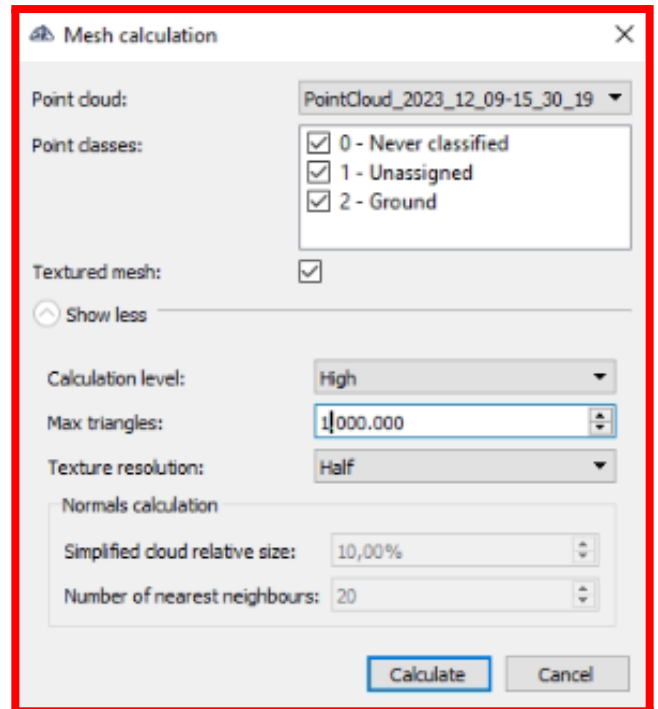 Mesh calculation
Point cloud: PointCloud_2023_12_09-15_30_19
Point classes: 0 - Never classified
1 - Unassigned
2 - Ground
Textured mesh:
Show less
Calculation level: High
Max triangles: 1.000.000
Texture resolution: Half
Normals calculation
Simplified cloud relative size: 10,00%
Number of nearest neighbours: 20
Calculate Cancel